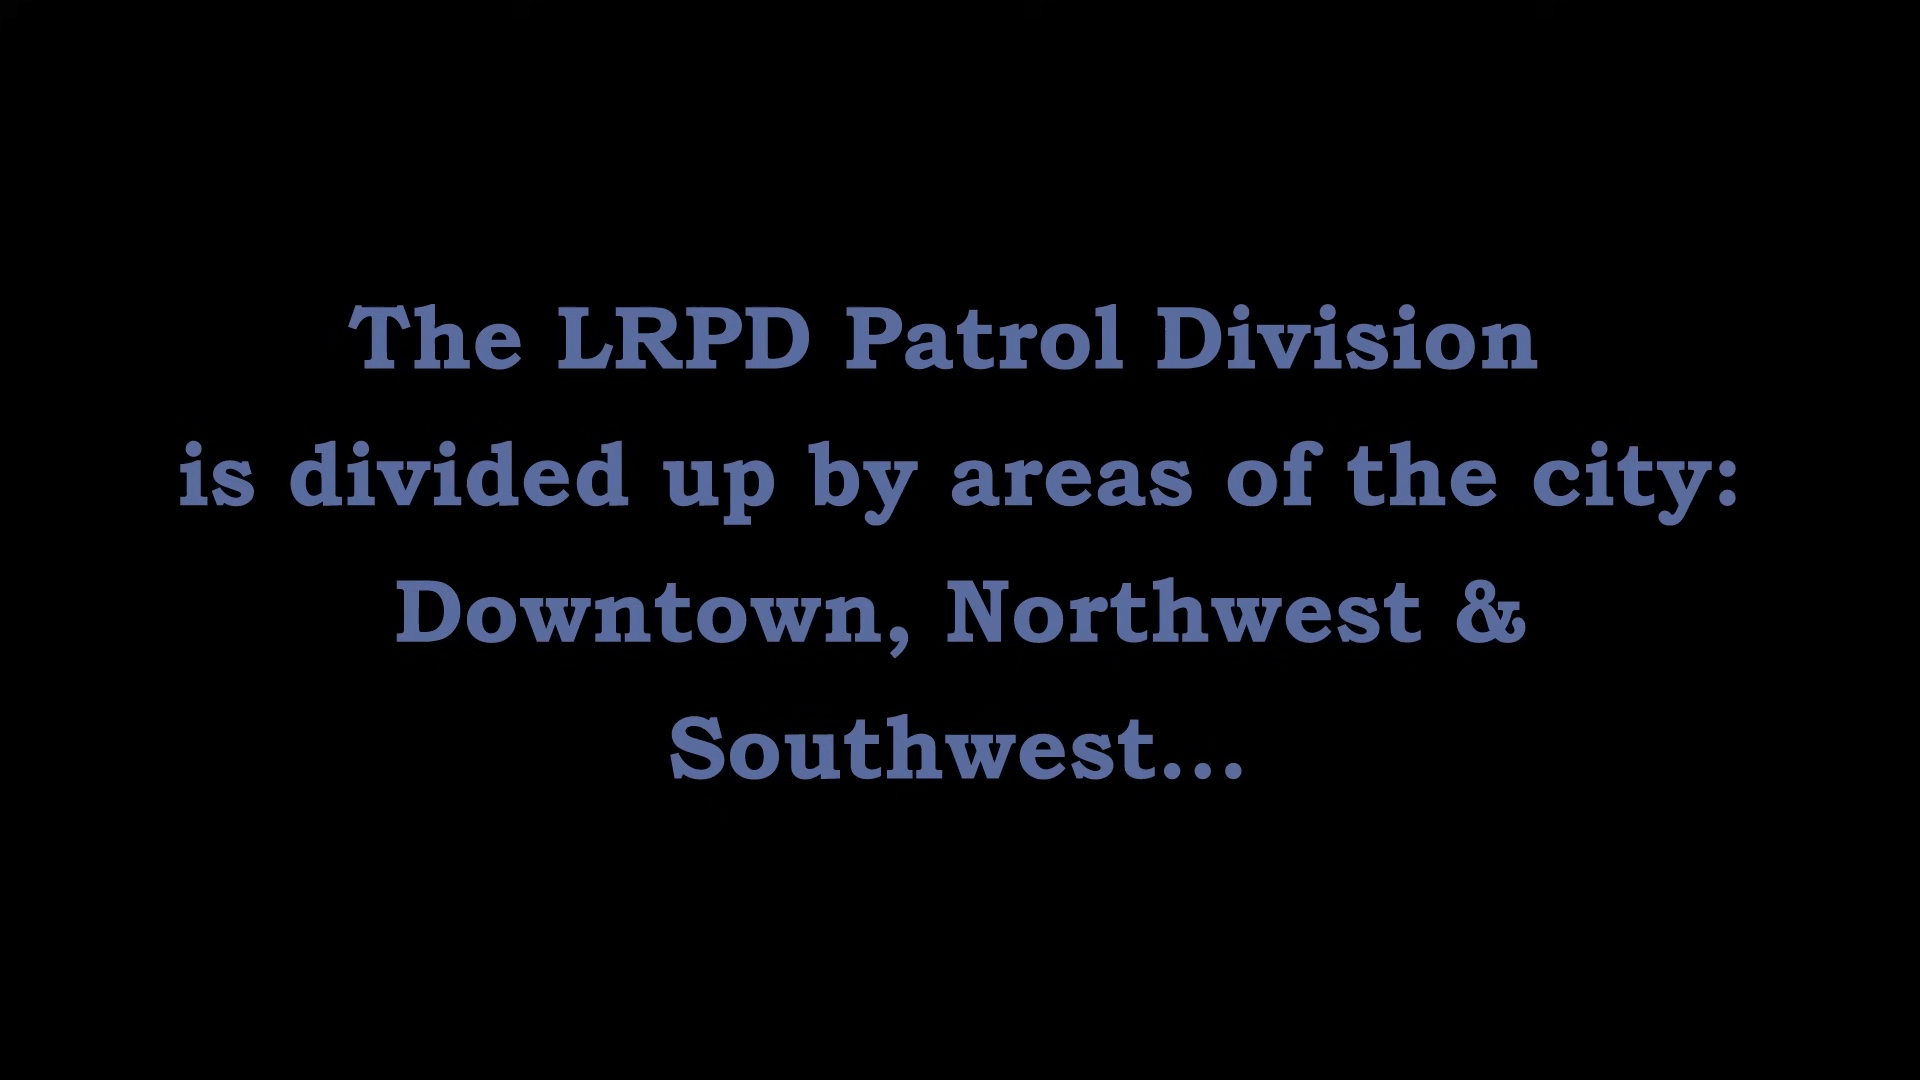 The LRPD Patrol Division
is divided up by areas of the city:
Downtown, Northwest &
Southwest...